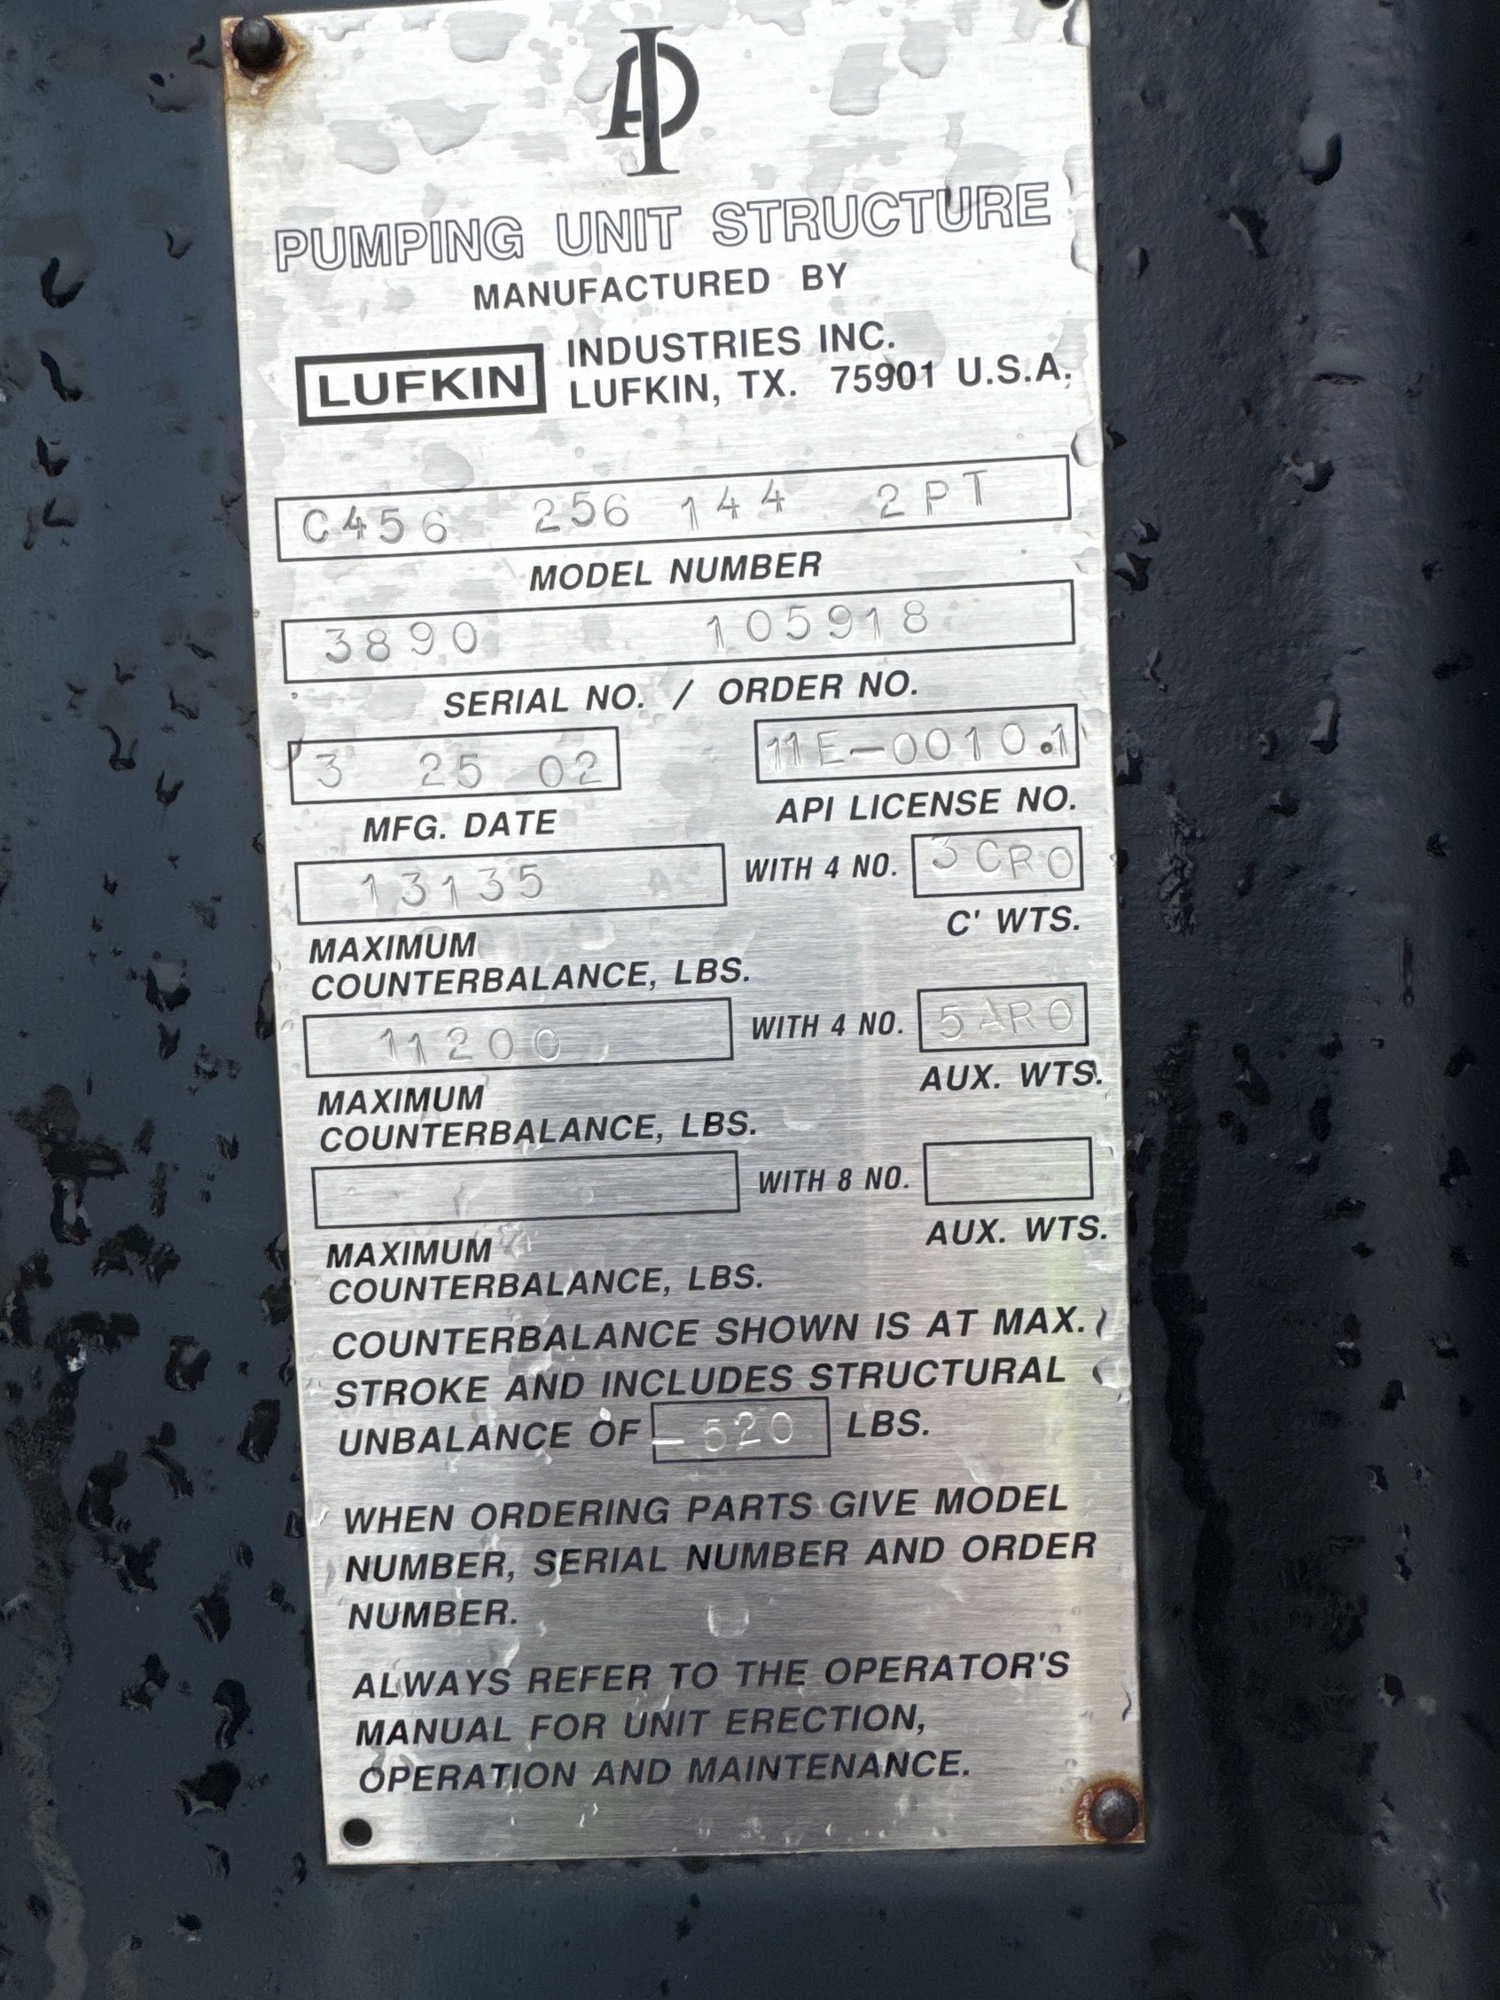 API
PUMPING UNIT STRUCTURE
MANUFACTURED BY
LUFKIN INDUSTRIES INC.
LUFKIN, TX. 75901 U.S.A.
C456 256 144 2PT
MODEL NUMBER
3890 105918
SERIAL NO. / ORDER NO.
3 25 02 11E-0010.1
MFG. DATE API LICENSE NO.
13135 WITH 4 NO. 3CRO
MAXIMUM COUNTERBALANCE, LBS. C' WTS.
11200 WITH 4 NO. 5ARO
MAXIMUM COUNTERBALANCE, LBS. AUX. WTS.
WITH 8 NO.
MAXIMUM COUNTERBALANCE, LBS. AUX. WTS.
COUNTERBALANCE SHOWN IS AT MAX.
STROKE AND INCLUDES STRUCTURAL
UNBALANCE OF -520 LBS.
WHEN ORDERING PARTS GIVE MODEL
NUMBER, SERIAL NUMBER AND ORDER
NUMBER.
ALWAYS REFER TO THE OPERATOR'S
MANUAL FOR UNIT ERECTION,
OPERATION AND MAINTENANCE.